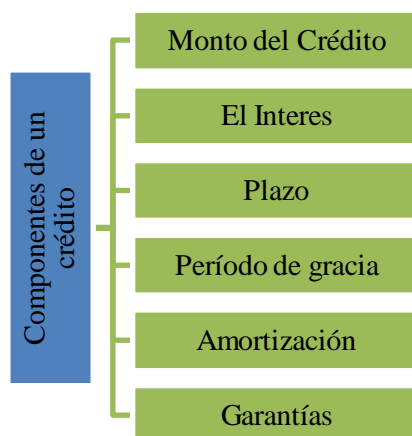 Componentes de un
crédito
Monto del Crédito
El Interes
Plazo
Período de gracia
Amortización
Garantías